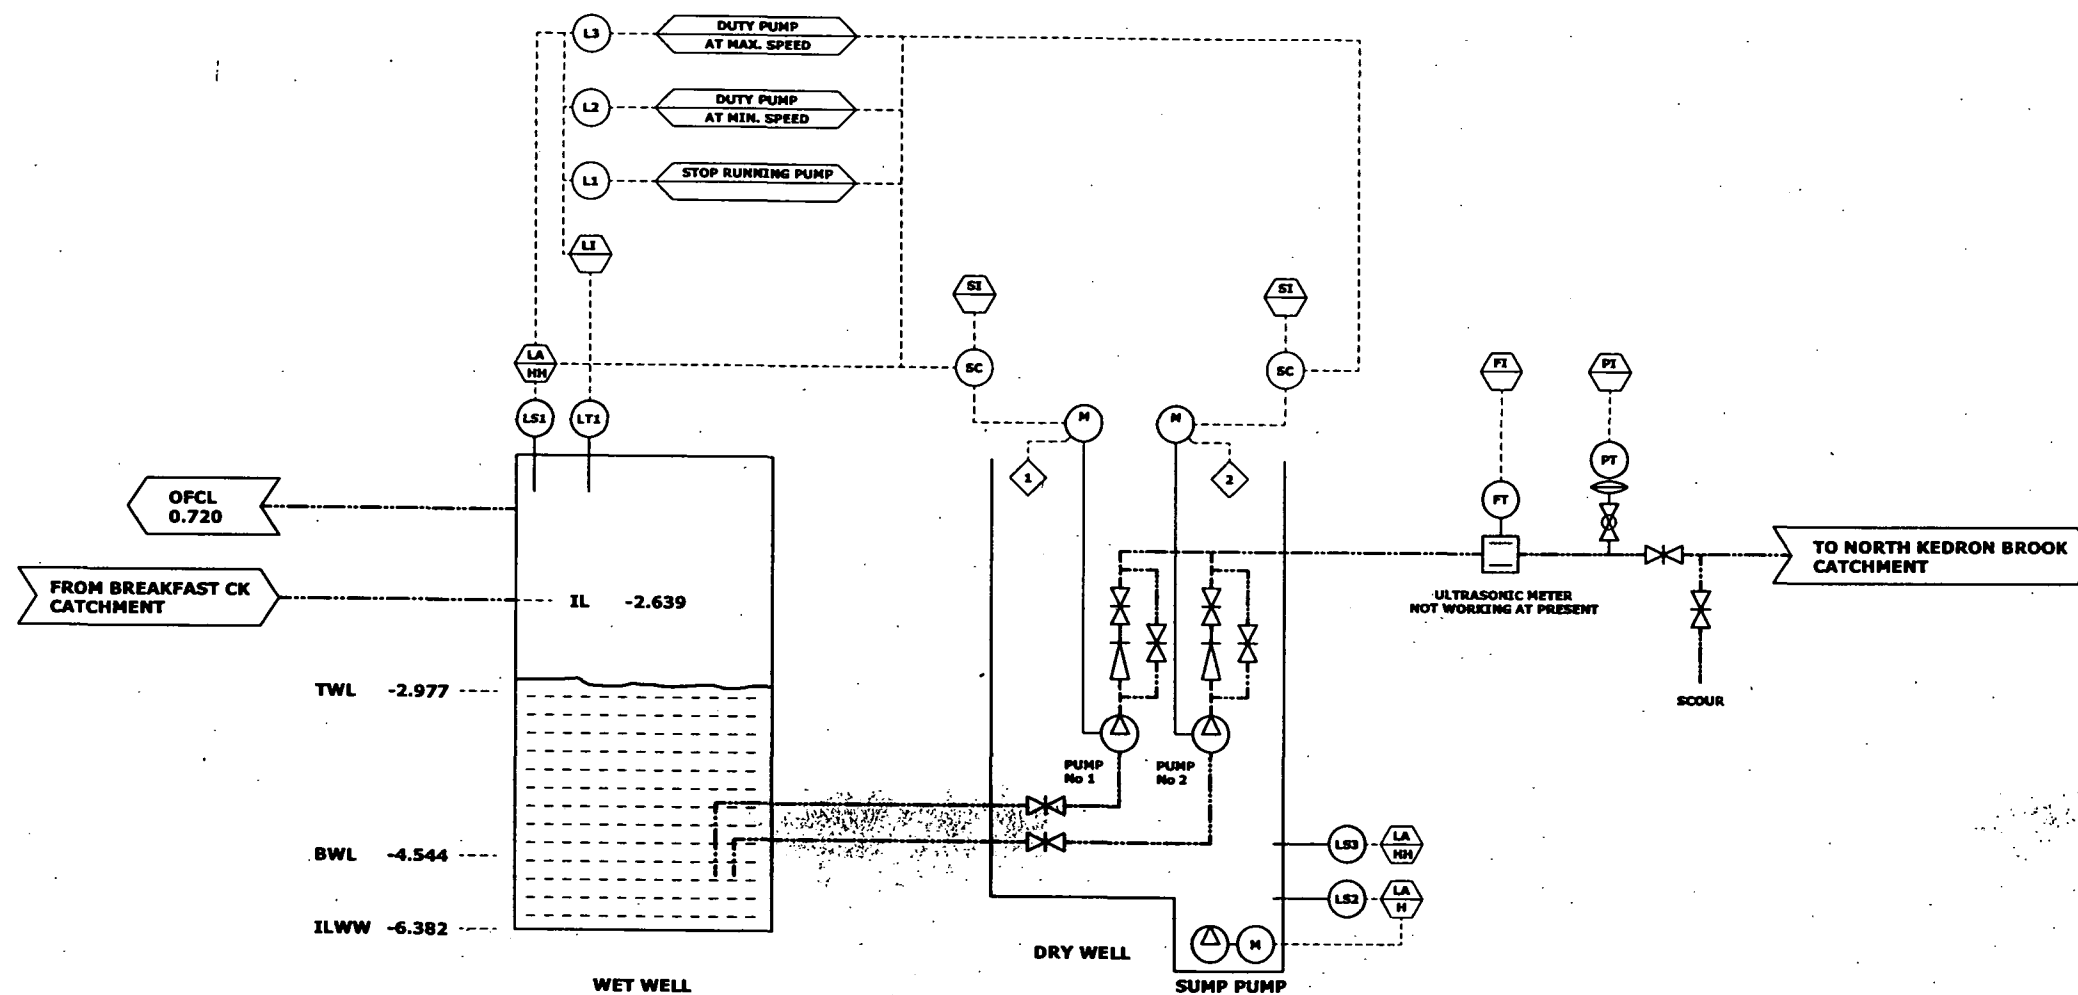 L3
DUTY PUMP
AT MAX. SPEED
L2
DUTY PUMP
AT MIN. SPEED
L1
STOP RUNNING PUMP
LI
SI
SI
LA
HH
SC
SC
FI
PI
LS1
LT1
M
M
1
2
PT
FT
OFCL
0.720
TO NORTH KEDRON BROOK
CATCHMENT
FROM BREAKFAST CK
CATCHMENT
IL -2.639
ULTRASONIC METER
NOT WORKING AT PRESENT
TWL -2.977
SCOUR
PUMP
No 1
PUMP
No 2
BWL -4.544
LS3
LA
HH
LS2
LA
H
ILWW -6.382
M
DRY WELL
WET WELL
SUMP PUMP